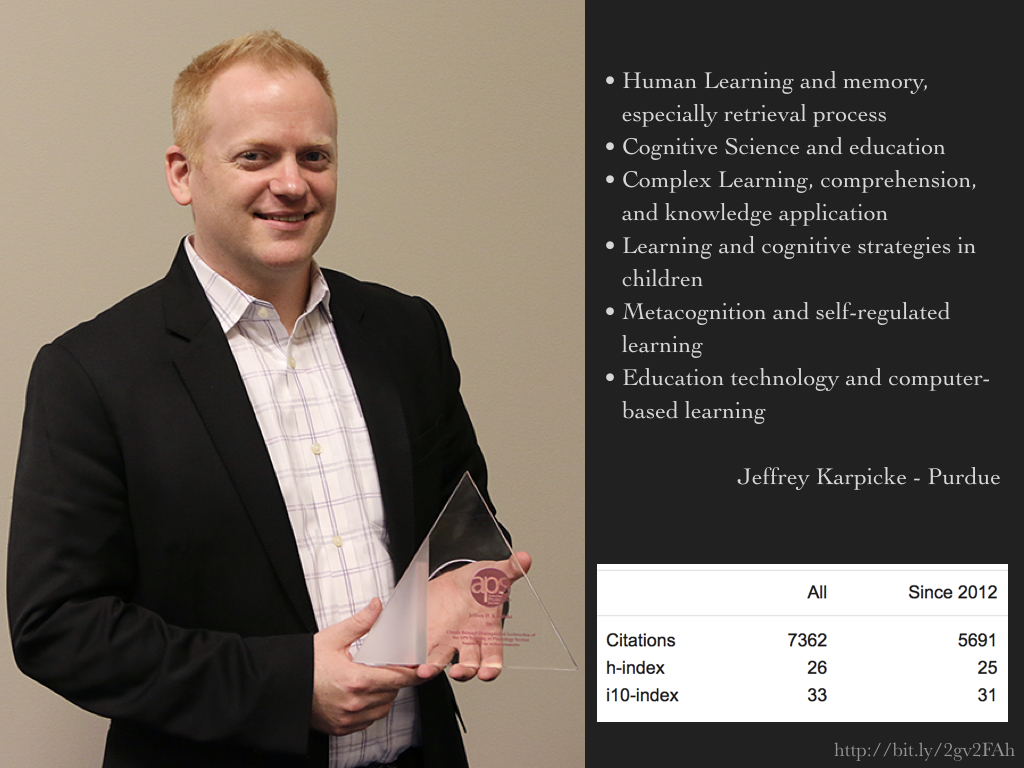 • Human Learning and memory,
especially retrieval process
• Cognitive Science and education
• Complex Learning, comprehension,
and knowledge application
• Learning and cognitive strategies in
children
• Metacognition and self-regulated
learning
• Education technology and computer-
based learning
Jeffrey Karpicke - Purdue
aps
All Since 2012
Citations 7362 5691
h-index 26 25
i10-index 33 31
http://bit.ly/2gv2FAh